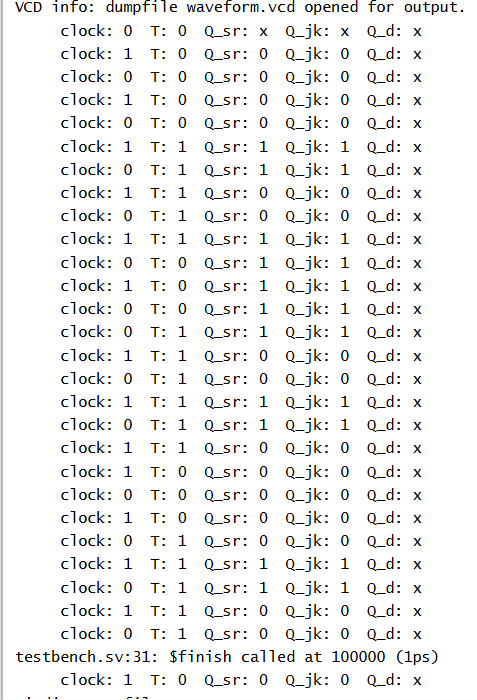 VCD info: dumpfile waveform.vcd opened for output.
clock: 0 T: 0 Q_sr: x Q_jk: x Q_d: x
clock: 1 T: 0 Q_sr: 0 Q_jk: 0 Q_d: x
clock: 0 T: 0 Q_sr: 0 Q_jk: 0 Q_d: x
clock: 1 T: 0 Q_sr: 0 Q_jk: 0 Q_d: x
clock: 0 T: 0 Q_sr: 0 Q_jk: 0 Q_d: x
clock: 1 T: 1 Q_sr: 1 Q_jk: 1 Q_d: x
clock: 0 T: 1 Q_sr: 1 Q_jk: 1 Q_d: x
clock: 1 T: 1 Q_sr: 0 Q_jk: 0 Q_d: x
clock: 0 T: 1 Q_sr: 0 Q_jk: 0 Q_d: x
clock: 1 T: 1 Q_sr: 1 Q_jk: 1 Q_d: x
clock: 0 T: 0 Q_sr: 1 Q_jk: 1 Q_d: x
clock: 1 T: 0 Q_sr: 1 Q_jk: 1 Q_d: x
clock: 0 T: 0 Q_sr: 1 Q_jk: 1 Q_d: x
clock: 0 T: 1 Q_sr: 1 Q_jk: 1 Q_d: x
clock: 1 T: 1 Q_sr: 0 Q_jk: 0 Q_d: x
clock: 0 T: 1 Q_sr: 0 Q_jk: 0 Q_d: x
clock: 1 T: 1 Q_sr: 1 Q_jk: 1 Q_d: x
clock: 0 T: 1 Q_sr: 1 Q_jk: 1 Q_d: x
clock: 1 T: 1 Q_sr: 0 Q_jk: 0 Q_d: x
clock: 1 T: 0 Q_sr: 0 Q_jk: 0 Q_d: x
clock: 0 T: 0 Q_sr: 0 Q_jk: 0 Q_d: x
clock: 1 T: 0 Q_sr: 0 Q_jk: 0 Q_d: x
clock: 0 T: 1 Q_sr: 0 Q_jk: 0 Q_d: x
clock: 1 T: 1 Q_sr: 1 Q_jk: 1 Q_d: x
clock: 0 T: 1 Q_sr: 1 Q_jk: 1 Q_d: x
clock: 1 T: 1 Q_sr: 0 Q_jk: 0 Q_d: x
clock: 0 T: 1 Q_sr: 0 Q_jk: 0 Q_d: x
testbench.sv:31: $finish called at 100000 (1ps)
clock: 1 T: 0 Q_sr: 0 Q_jk: 0 Q_d: x